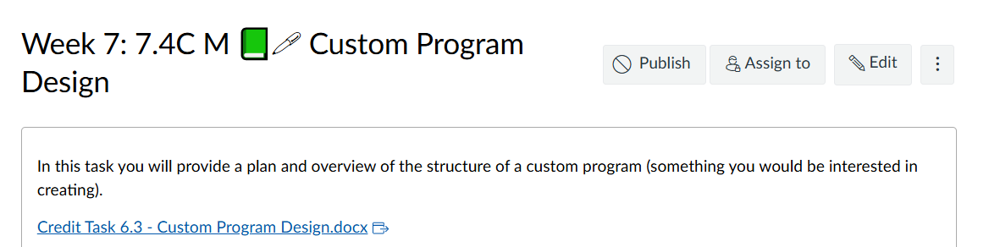 Week 7: 7.4C M 📗🖊 Custom Program
Design
Publish
Assign to
Edit
In this task you will provide a plan and overview of the structure of a custom program (something you would be interested in
creating).
Credit Task 6.3 - Custom Program Design.docx